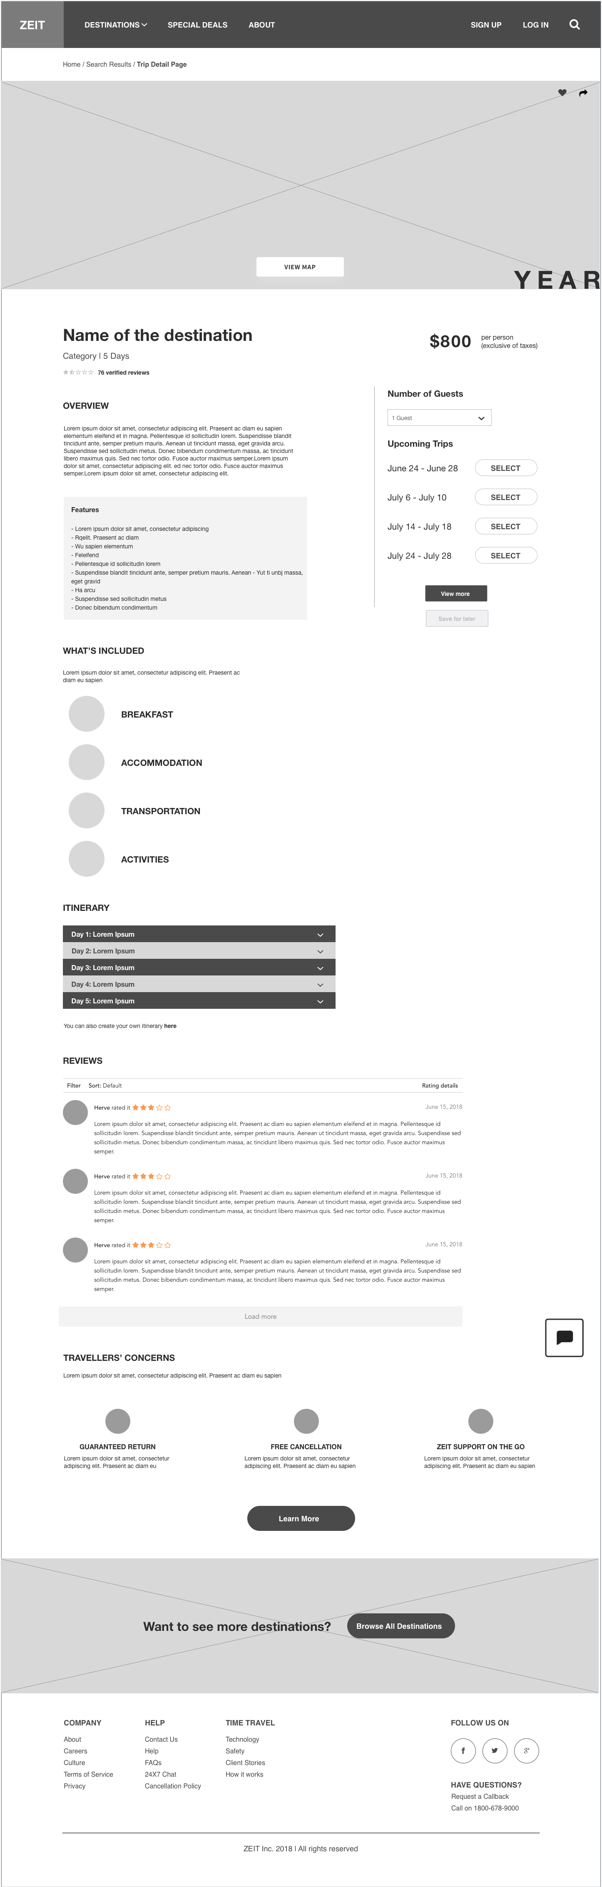 ZEIT
DESTINATIONS
SPECIAL DEALS
ABOUT
SIGN UP
LOG IN
Home / Search Results / Trip Detail Page
VIEW MAP
YEAR
Name of the destination
Category | 5 Days
76 verified reviews
$800
per person
(exclusive of taxes)
OVERVIEW
Lorem ipsum dolor sit amet, consectetur adipiscing elit. Praesent ac diam eu sapien
elementum eleifend et in magna. Pellentesque id sollicitudin lorem. Suspendisse blandit
tincidunt ante, semper pretium mauris. Aenean ut tincidunt massa, eget gravida arcu.
Suspendisse sed sollicitudin metus. Donec bibendum condimentum massa, ac tincidunt
libero maximus quis. Sed nec tortor odio. Fusce auctor maximus semper.Lorem ipsum
dolor sit amet, consectetur adipiscing elit. ed nec tortor odio. Fusce auctor maximus
semper.Lorem ipsum dolor sit amet, consectetur adipiscing elit.
Features
- Lorem ipsum dolor sit amet, consectetur adipiscing
- Rqelit. Praesent ac diam
- Wu sapien elementum
- Feleifend
- Pellentesque id sollicitudin lorem
- Suspendisse blandit tincidunt ante, semper pretium mauris. Aenean - Yut ti untbj massa,
eget gravid
- Ha arcu
- Suspendisse sed sollicitudin metus
- Donec bibendum condimentum
Number of Guests
1 Guest
Upcoming Trips
June 24 - June 28
SELECT
July 6 - July 10
SELECT
July 14 - July 18
SELECT
July 24 - July 28
SELECT
View more
Save for later
WHAT'S INCLUDED
Lorem ipsum dolor sit amet, consectetur adipiscing elit. Praesent ac
diam eu sapien
BREAKFAST
ACCOMMODATION
TRANSPORTATION
ACTIVITIES
ITINERARY
Day 1: Lorem Ipsum
Day 2: Lorem Ipsum
Day 3: Lorem Ipsum
Day 4: Lorem Ipsum
Day 5: Lorem Ipsum
You can also create your own itinerary here
REVIEWS
Filter
Sort: Default
Rating details
Herve rated it
June 15, 2018
Lorem ipsum dolor sit amet, consectetur adipiscing elit. Praesent ac diam eu sapien elementum eleifend et in magna. Pellentesque id
sollicitudin lorem. Suspendisse blandit tincidunt ante, semper pretium mauris. Aenean ut tincidunt massa, eget gravida arcu. Suspendisse sed
sollicitudin metus. Donec bibendum condimentum massa, ac tincidunt libero maximus quis. Sed nec tortor odio. Fusce auctor maximus
semper.
Herve rated it
June 15, 2018
Lorem ipsum dolor sit amet, consectetur adipiscing elit. Praesent ac diam eu sapien elementum eleifend et in magna. Pellentesque id
sollicitudin lorem. Suspendisse blandit tincidunt ante, semper pretium mauris. Aenean ut tincidunt massa, eget gravida arcu. Suspendisse sed
sollicitudin metus. Donec bibendum condimentum massa, ac tincidunt libero maximus quis. Sed nec tortor odio. Fusce auctor maximus
semper.
Herve rated it
June 15, 2018
Lorem ipsum dolor sit amet, consectetur adipiscing elit. Praesent ac diam eu sapien elementum eleifend et in magna. Pellentesque id
sollicitudin lorem. Suspendisse blandit tincidunt ante, semper pretium mauris. Aenean ut tincidunt massa, eget gravida arcu. Suspendisse sed
sollicitudin metus. Donec bibendum condimentum massa, ac tincidunt libero maximus quis. Sed nec tortor odio. Fusce auctor maximus
semper.
Load more
TRAVELLERS' CONCERNS
Lorem ipsum dolor sit amet, consectetur adipiscing elit. Praesent ac diam eu sapien
GUARANTEED RETURN
Lorem ipsum dolor sit amet, consectetur
adipiscing elit. Praesent ac diam eu
FREE CANCELLATION
Lorem ipsum dolor sit amet, consectetur
adipiscing elit. Praesent ac diam eu sapien
ZEIT SUPPORT ON THE GO
Lorem ipsum dolor sit amet, consectetur
adipiscing elit. Praesent ac diam eu sapien
Learn More
Want to see more destinations?
Browse All Destinations
COMPANY
About
Careers
Culture
Terms of Service
Privacy
HELP
Contact Us
Help
FAQs
24X7 Chat
Cancellation Policy
TIME TRAVEL
Technology
Safety
Client Stories
How it works
FOLLOW US ON
HAVE QUESTIONS?
Request a Callback
Call on 1800-678-9000
ZEIT Inc. 2018 | All rights reserved